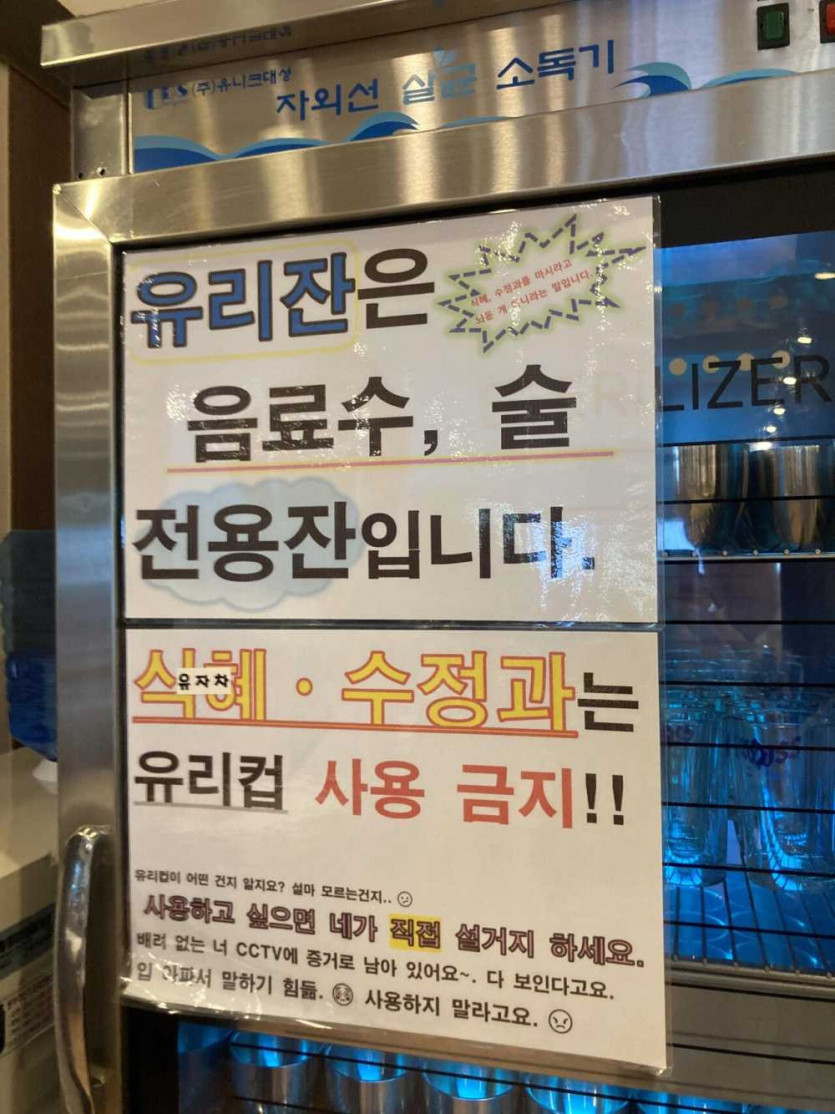 (주)유니크대성
자외선 살균 소독기
유리잔은
식혜, 수정과를 마시라고
놔둔 게 아니라는 말입니다.
음료수, 술
전용잔입니다.
LIZER
식혜 · 수정과는
유자차
유리컵 사용 금지!!
유리컵이 어떤 건지 알지요? 설마 모르는건지..
사용하고 싶으면 네가 직접 설거지 하세요.
배려 없는 너 CCTV에 증거로 남아 있어요~. 다 보인다고요.
입 아파서 말하기 힘듦. 사용하지 말라고요.